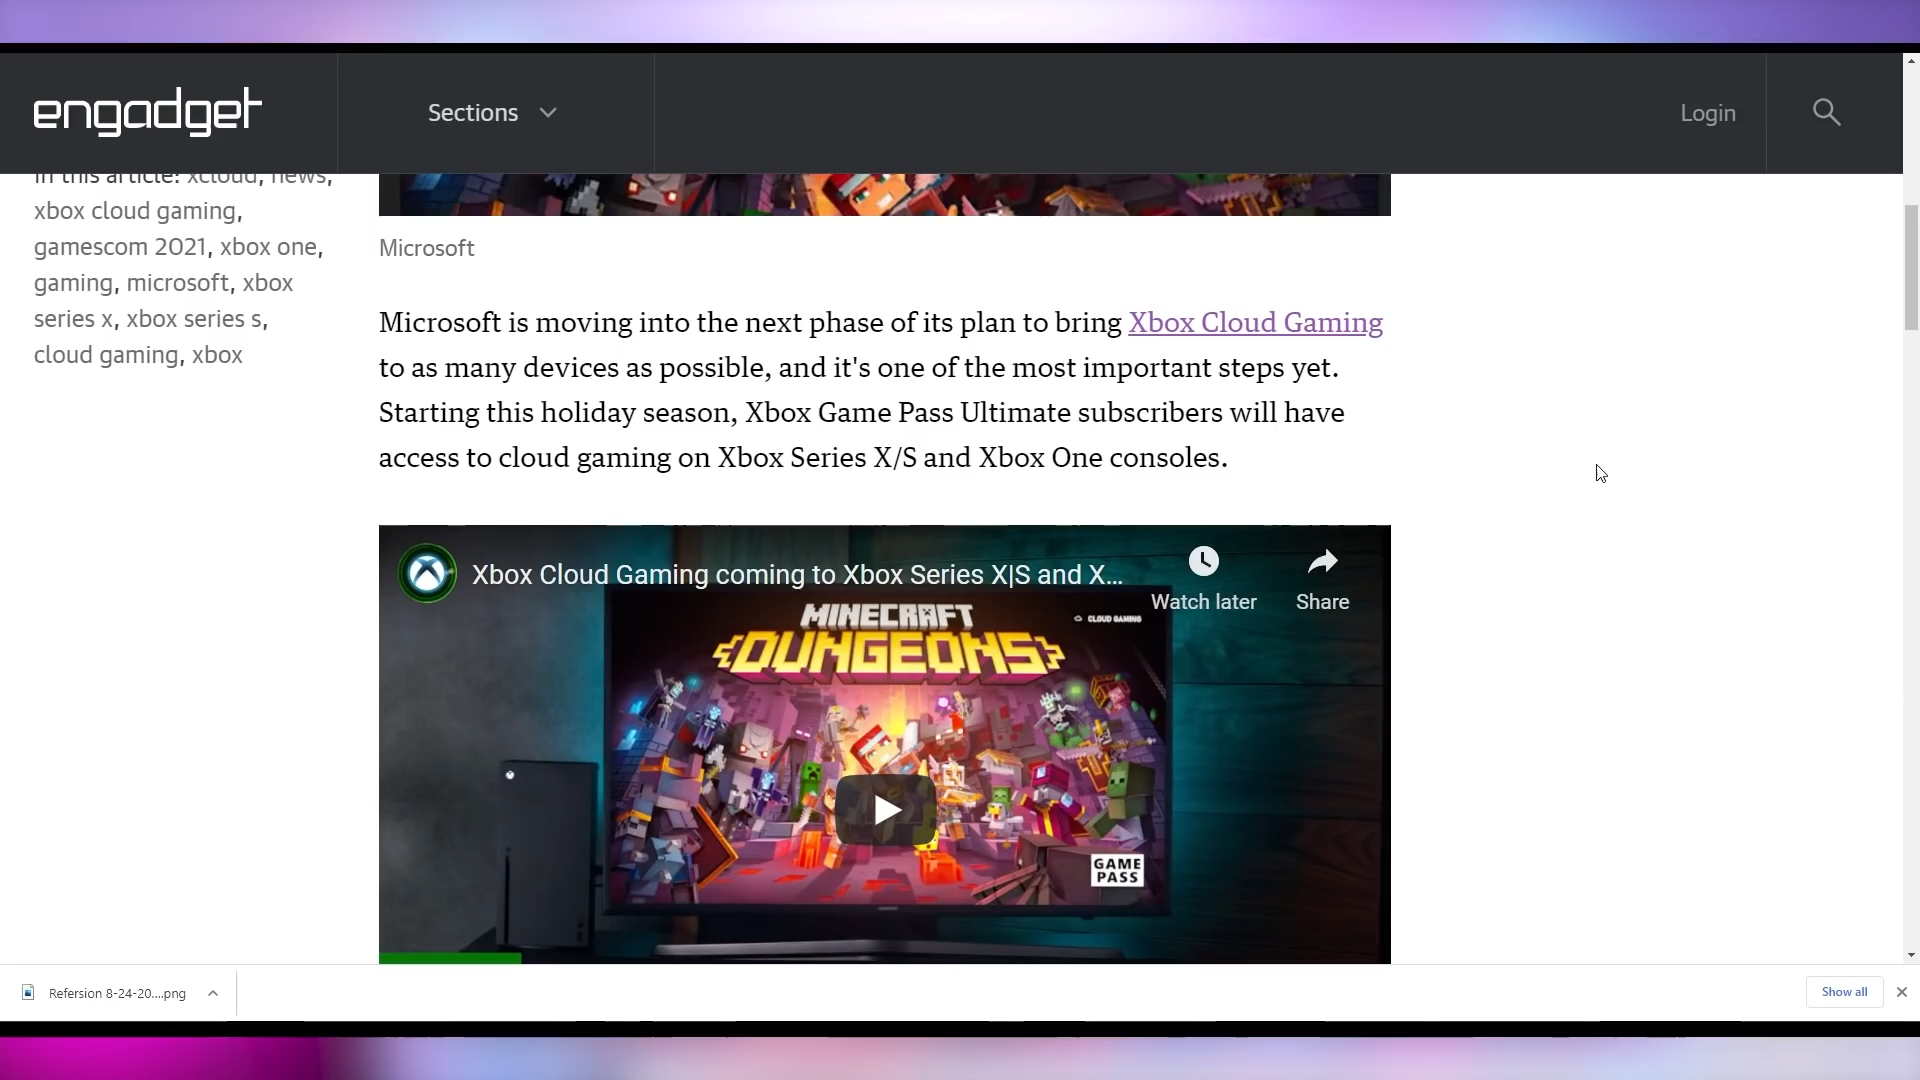 engadget
Sections
Login
In this article: xcloud, news,
xbox cloud gaming,
gamescom 2021, xbox one,
gaming, microsoft, xbox
series x, xbox series s,
cloud gaming, xbox
Microsoft
Microsoft is moving into the next phase of its plan to bring Xbox Cloud Gaming
to as many devices as possible, and it's one of the most important steps yet.
Starting this holiday season, Xbox Game Pass Ultimate subscribers will have
access to cloud gaming on Xbox Series X/S and Xbox One consoles.
Xbox Cloud Gaming coming to Xbox Series X|S and X...
Watch later
Share
MINECRAFT
DUNGEONS
CLOUD GAMING
GAME
PASS
Refersion 8-24-20....png
Show all